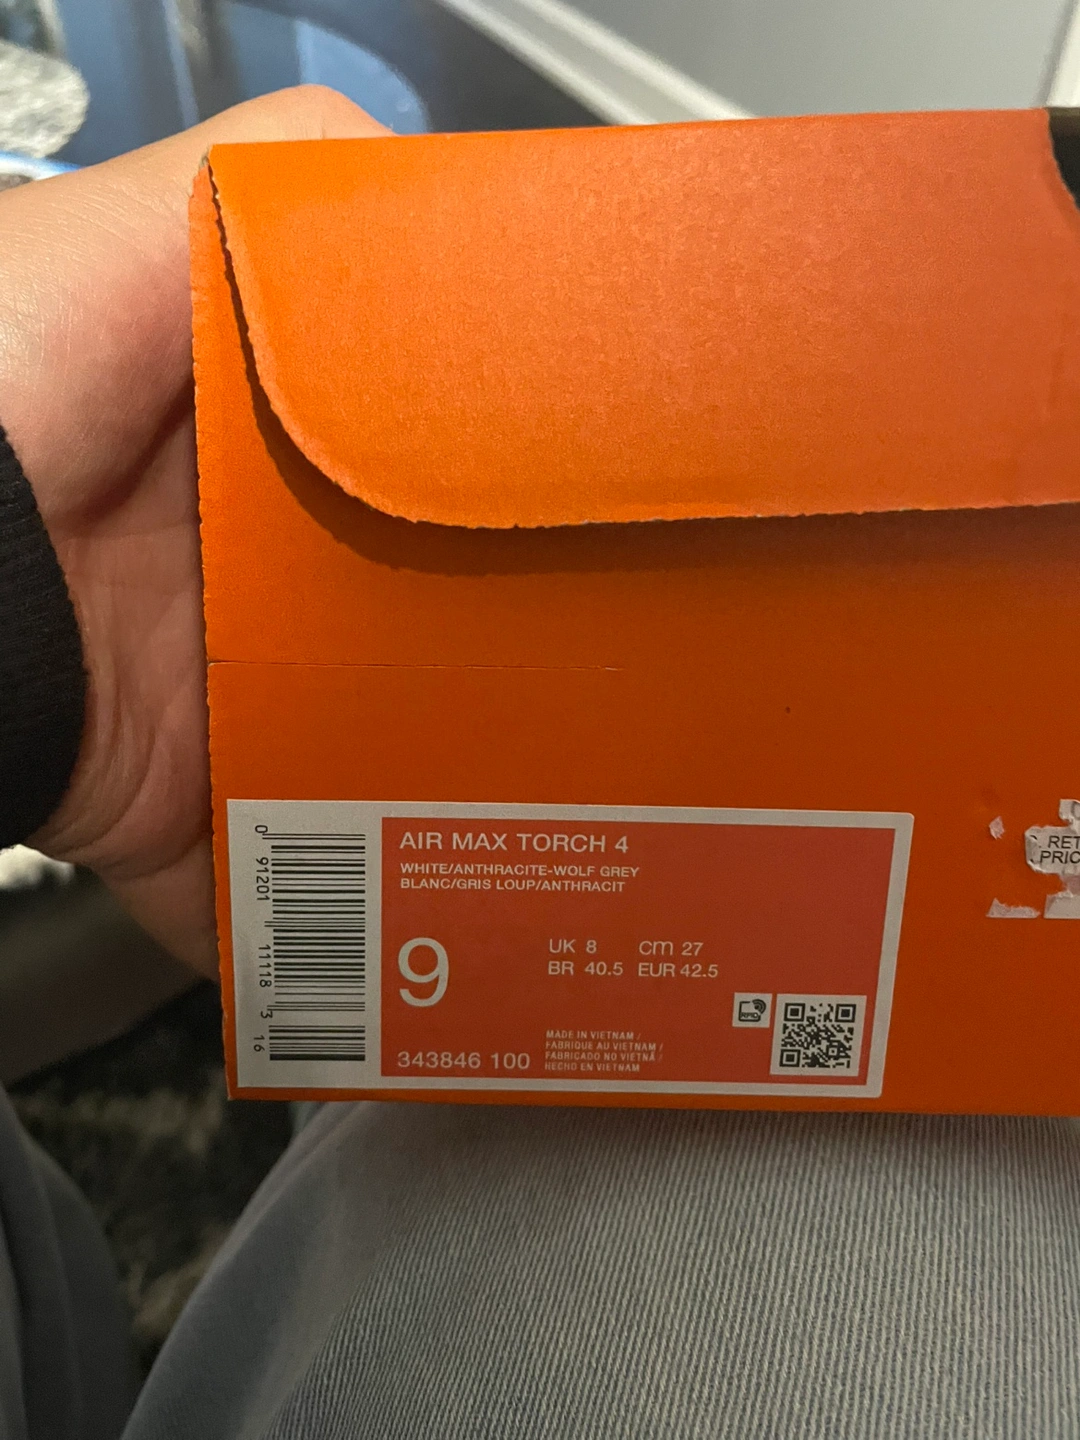 AIR MAX TORCH 4
WHITE/ANTHRACITE-WOLF GREY
BLANC/GRIS LOUP/ANTHRACIT
9
UK 8 cm 27
BR 40.5 EUR 42.5
343846 100
MADE IN VIETNAM /
FABRIQUE AU VIETNAM /
FABRICADO NO VIETNÃ /
HECHO EN VIETNAM
RFID
0 91201 11118 3 16
RET
PRIC